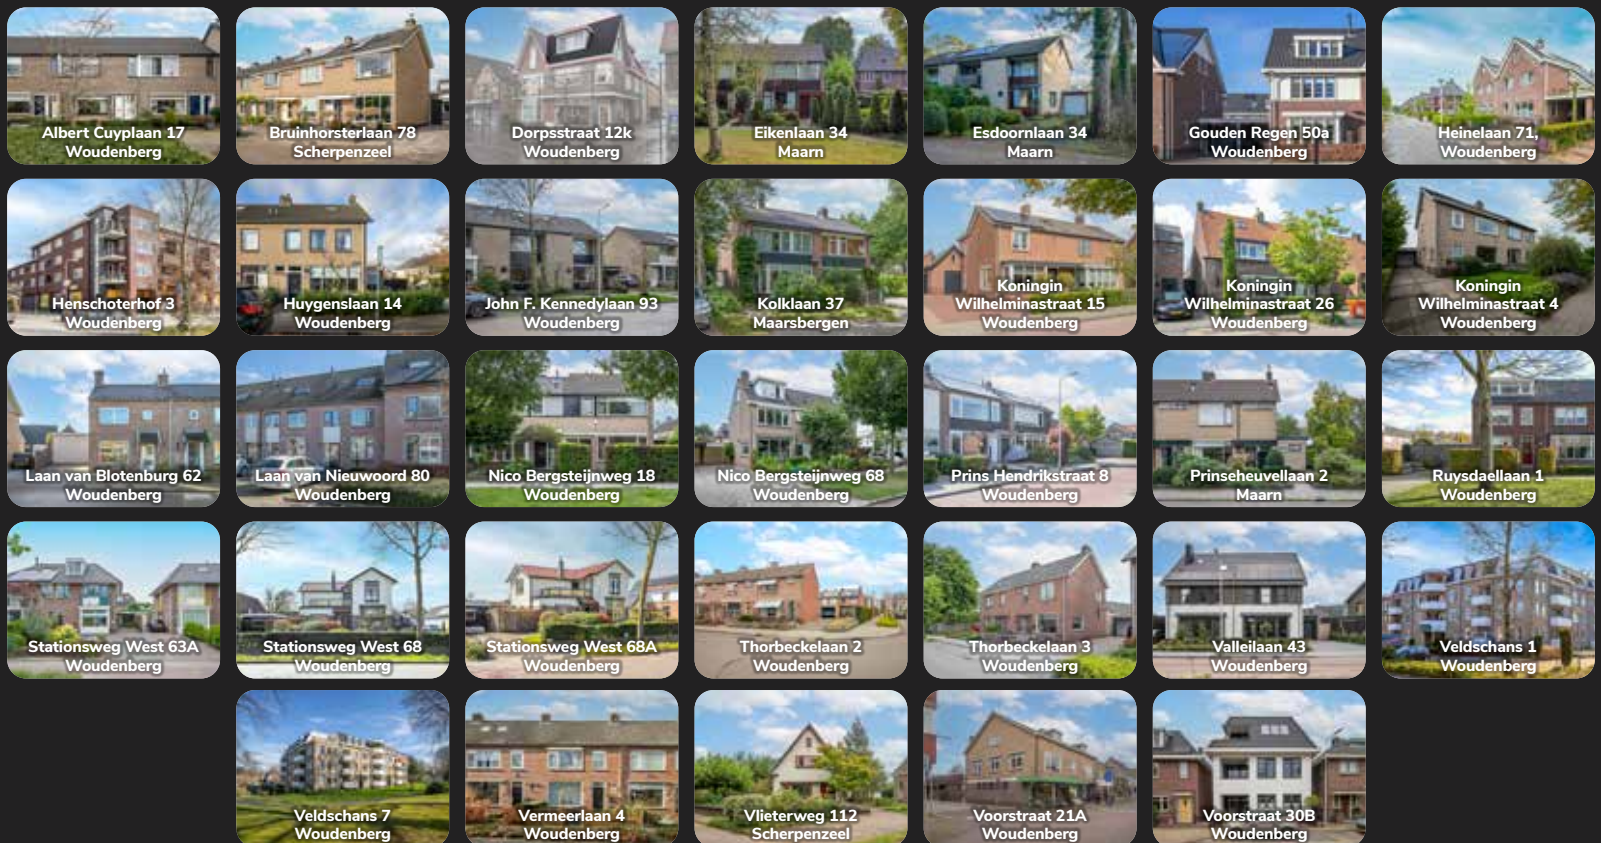 Albert Cuyplaan 17
Woudenberg
Bruinhorsterlaan 78
Scherpenzeel
Dorpsstraat 12k
Woudenberg
Eikenlaan 34
Maarn
Esdoornlaan 34
Maarn
Gouden Regen 50a
Woudenberg
Heinelaan 71,
Woudenberg
Henschoterhof 3
Woudenberg
Huygenslaan 14
Woudenberg
John F. Kennedylaan 93
Woudenberg
Kolklaan 37
Maarsbergen
Koningin
Wilhelminastraat 15
Woudenberg
Koningin
Wilhelminastraat 26
Woudenberg
Koningin
Wilhelminastraat 4
Woudenberg
Laan van Blotenburg 62
Woudenberg
Laan van Nieuwoord 80
Woudenberg
Nico Bergsteijnweg 18
Woudenberg
Nico Bergsteijnweg 68
Woudenberg
Prins Hendrikstraat 8
Woudenberg
Prinseheuvellaan 2
Maarn
Ruysdaellaan 1
Woudenberg
Stationsweg West 63A
Woudenberg
Stationsweg West 68
Woudenberg
Stationsweg West 68A
Woudenberg
Thorbeckelaan 2
Woudenberg
Thorbeckelaan 3
Woudenberg
Valleilaan 43
Woudenberg
Veldschans 1
Woudenberg
Veldschans 7
Woudenberg
Vermeerlaan 4
Woudenberg
Vlieterweg 112
Scherpenzeel
Voorstraat 21A
Woudenberg
Voorstraat 30B
Woudenberg